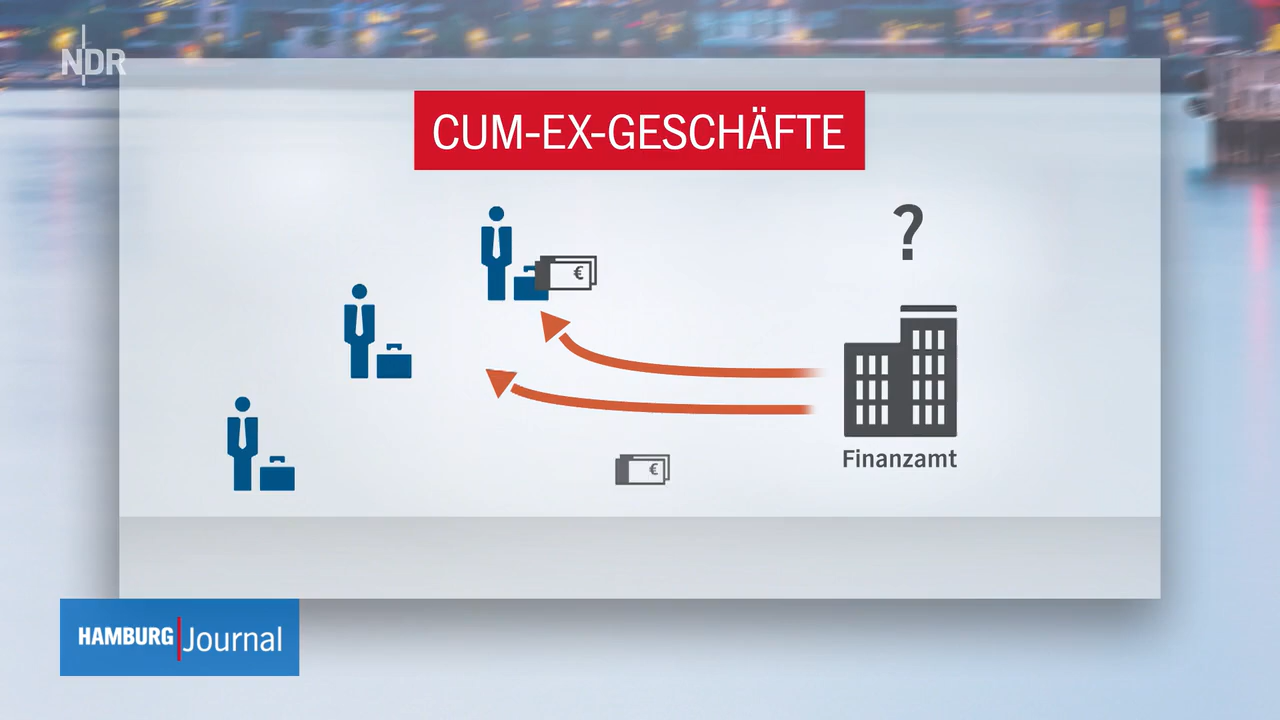 NDR
CUM-EX-GESCHÄFTE
?
€
€
Finanzamt
HAMBURG Journal